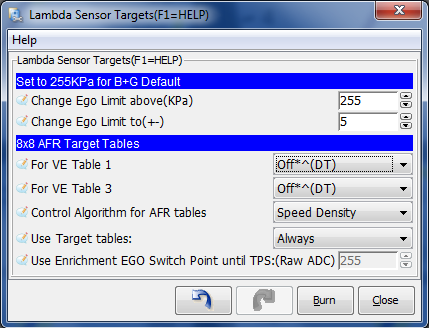 Lambda Sensor Targets(F1=HELP)
Help
Lambda Sensor Targets(F1=HELP)
Set to 255KPa for B+G Default
Change Ego Limit above(KPa) 255
Change Ego Limit to(+-) 5
8x8 AFR Target Tables
For VE Table 1 Off*^(DT)
For VE Table 3 Off*^(DT)
Control Algorithm for AFR tables Speed Density
Use Target tables: Always
Use Enrichment EGO Switch Point until TPS:(Raw ADC) 255
Burn Close